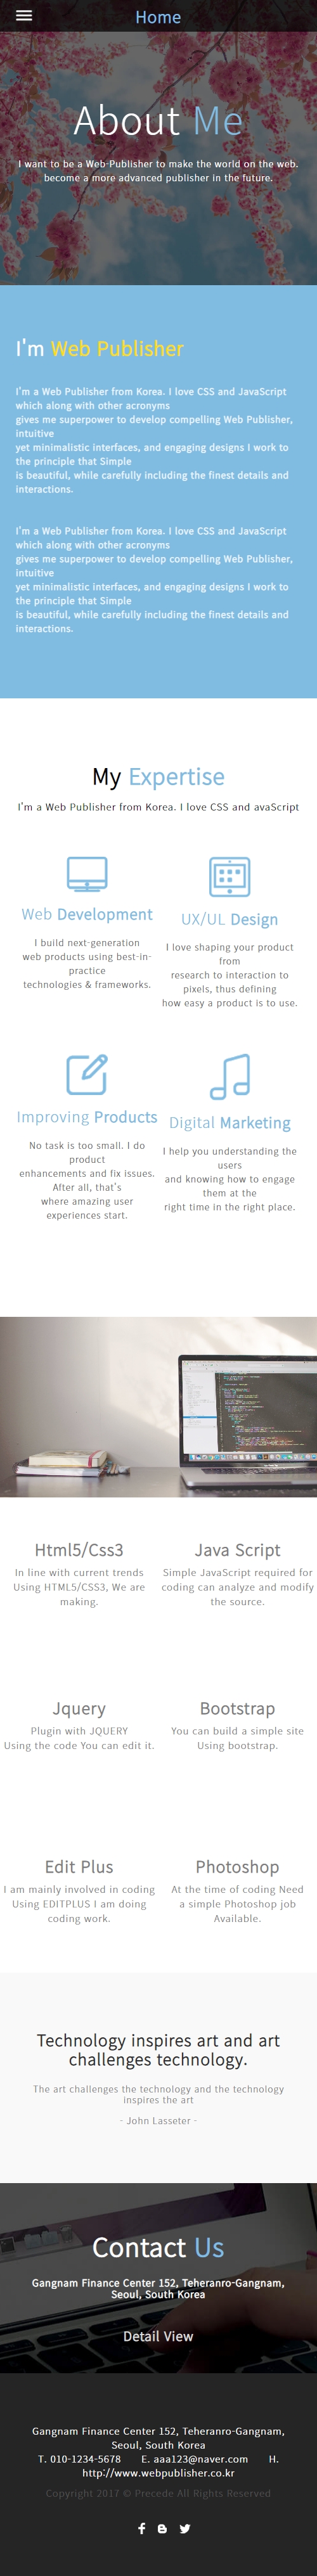 Home
About Me
I want to be a Web-Publisher to make the world on the web.
become a more advanced publisher in the future.
I'm Web Publisher
I'm a Web Publisher from Korea. I love CSS and JavaScript
which along with other acronyms
gives me superpower to develop compelling Web Publisher,
intuitive
yet minimalistic interfaces, and engaging designs I work to
the principle that Simple
is beautiful, while carefully including the finest details and
interactions.
I'm a Web Publisher from Korea. I love CSS and JavaScript
which along with other acronyms
gives me superpower to develop compelling Web Publisher,
intuitive
yet minimalistic interfaces, and engaging designs I work to
the principle that Simple
is beautiful, while carefully including the finest details and
interactions.
My Expertise
I'm a Web Publisher from Korea. I love CSS and avaScript
Web Development
I build next-generation
web products using best-in-
practice
technologies & frameworks.
UX/UL Design
I love shaping your product
from
research to interaction to
pixels, thus defining
how easy a product is to use.
Improving Products
No task is too small. I do
product
enhancements and fix issues.
After all, that's
where amazing user
experiences start.
Digital Marketing
I help you understanding the
users
and knowing how to engage
them at the
right time in the right place.
Html5/Css3
In line with current trends
Using HTML5/CSS3, We are
making.
Java Script
Simple JavaScript required for
coding can analyze and modify
the source.
Jquery
Plugin with JQUERY
Using the code You can edit it.
Bootstrap
You can build a simple site
Using bootstrap.
Edit Plus
I am mainly involved in coding
Using EDITPLUS I am doing
coding work.
Photoshop
At the time of coding Need
a simple Photoshop job
Available.
Technology inspires art and art
challenges technology.
The art challenges the technology and the technology
inspires the art
- John Lasseter -
Contact Us
Gangnam Finance Center 152, Teheranro-Gangnam,
Seoul, South Korea
Detail View
Gangnam Finance Center 152, Teheranro-Gangnam,
Seoul, South Korea
T. 010-1234-5678 E. aaa123@naver.com H.
http://www.webpublisher.co.kr
Copyright 2017 © Precede All Rights Reserved